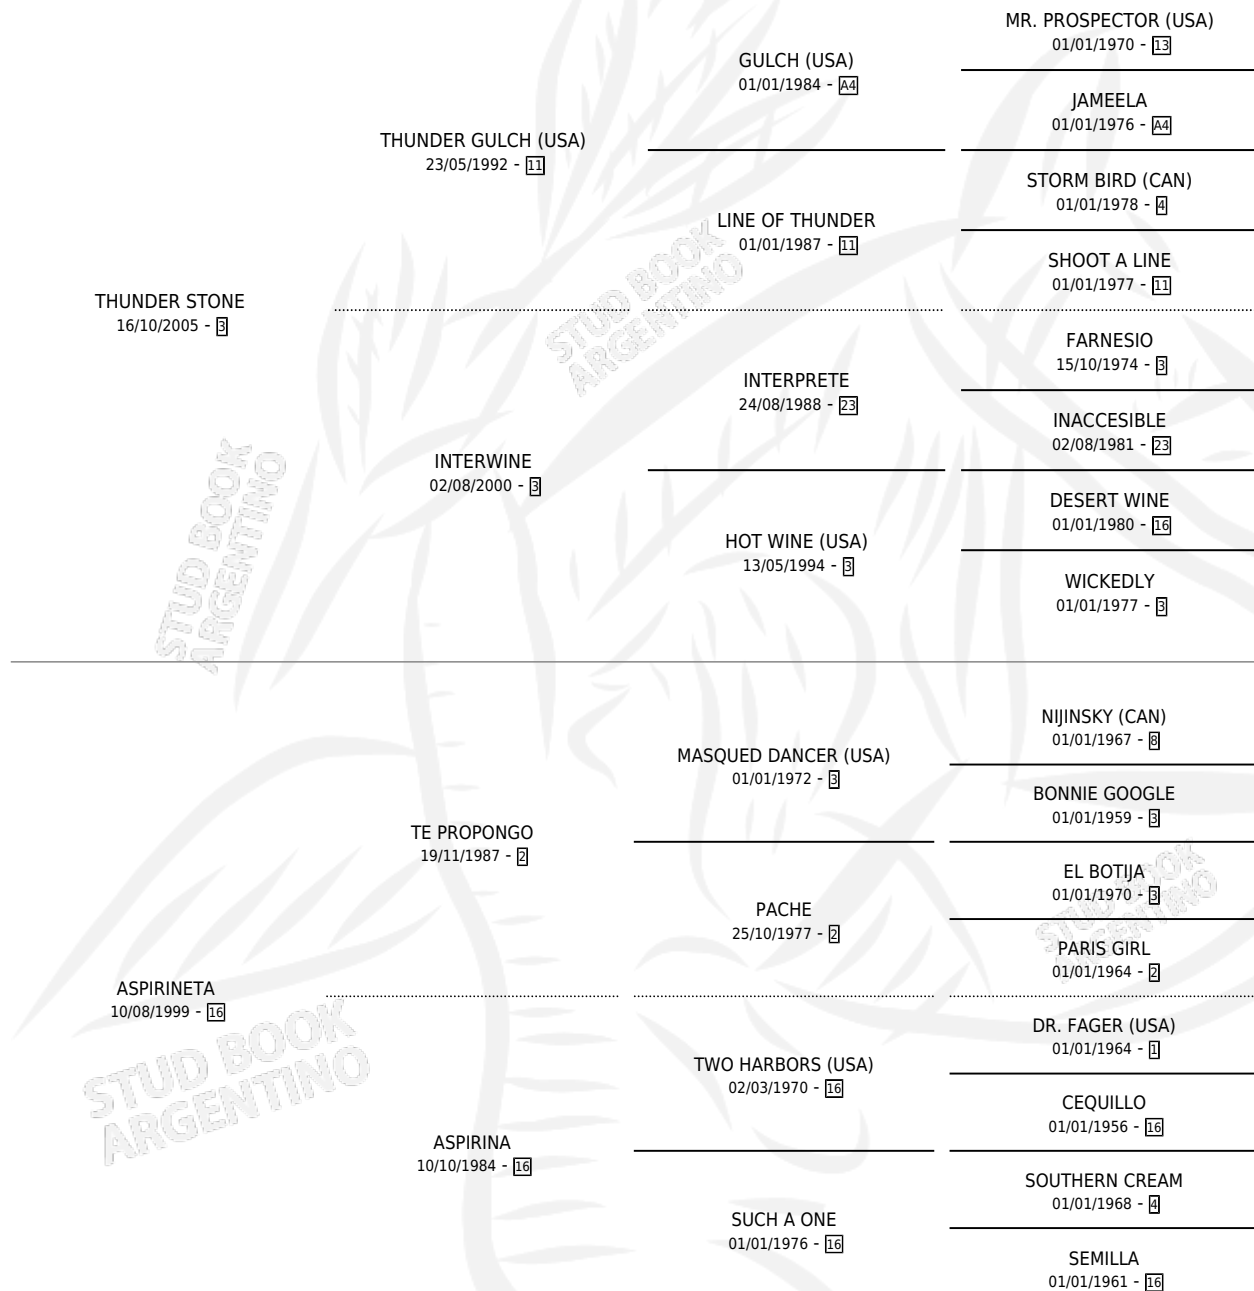 MR. PROSPECTOR (USA)
01/01/1970 - 13
GULCH (USA)
01/01/1984 - A4
JAMEELA
01/01/1976 - A4
THUNDER GULCH (USA)
23/05/1992 - 11
STORM BIRD (CAN)
01/01/1978 - 4
LINE OF THUNDER
01/01/1987 - 11
SHOOT A LINE
01/01/1977 - 11
THUNDER STONE
16/10/2005 - 3
STUD BOOK
ARGENTINO
FARNESIO
15/10/1974 - 3
INTERPRETE
24/08/1988 - 23
INACCESIBLE
02/08/1981 - 23
INTERWINE
02/08/2000 - 3
DESERT WINE
01/01/1980 - 16
HOT WINE (USA)
13/05/1994 - 3
WICKEDLY
01/01/1977 - 3
STUD BOOK
ARGENTINO
NIJINSKY (CAN)
01/01/1967 - 8
MASQUED DANCER (USA)
01/01/1972 - 3
BONNIE GOOGLE
01/01/1959 - 3
TE PROPONGO
19/11/1987 - 2
EL BOTIJA
01/01/1970 - 3
PACHE
25/10/1977 - 2
PARIS GIRL
01/01/1964 - 2
STUD BOOK
ARGENTINO
ASPIRINETA
10/08/1999 - 16
DR. FAGER (USA)
01/01/1964 - 1
TWO HARBORS (USA)
02/03/1970 - 16
CEQUILLO
01/01/1956 - 16
STUD BOOK
ARGENTINO
ASPIRINA
10/10/1984 - 16
SOUTHERN CREAM
01/01/1968 - 4
SUCH A ONE
01/01/1976 - 16
SEMILLA
01/01/1961 - 16